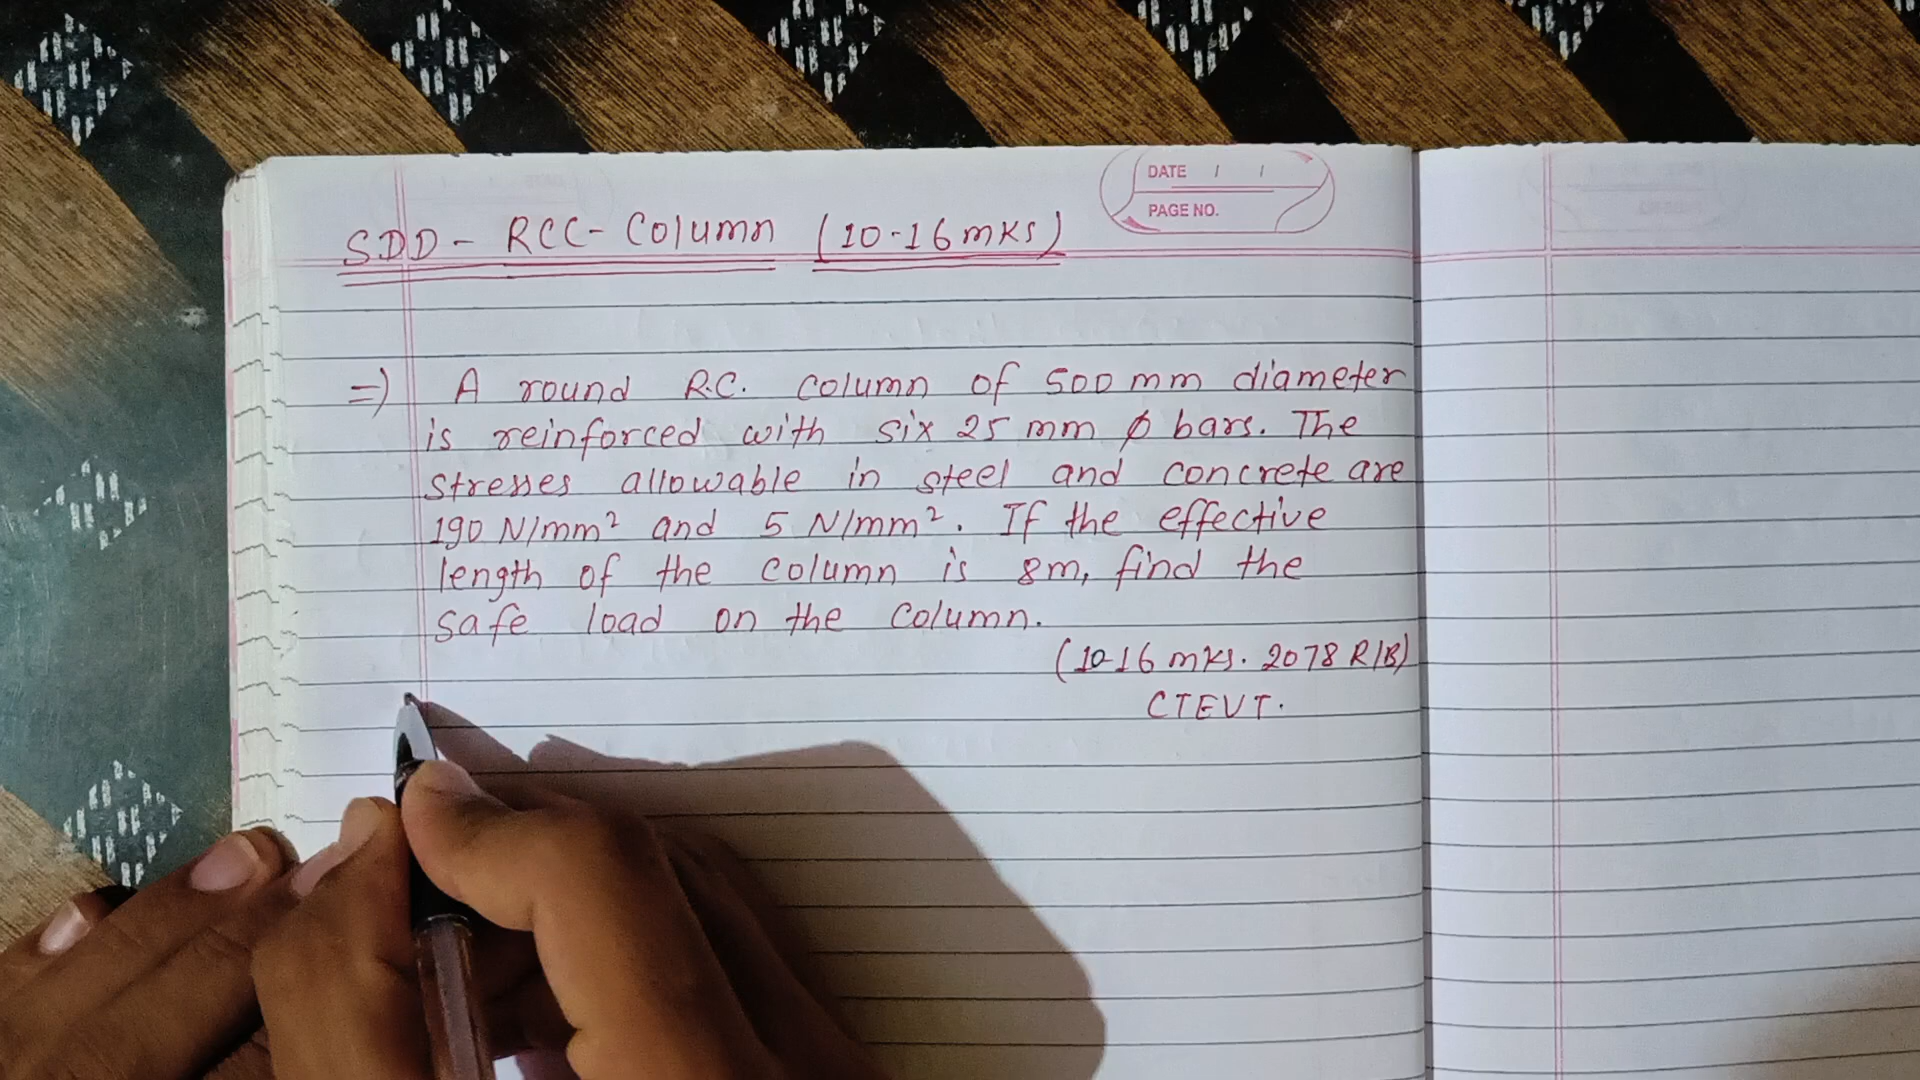 DATE / /
PAGE NO.
SDD - RCC - Column (10-16 mks)
=) A round R.C. column of 500 mm diameter
is reinforced with six 25 mm ϕ bars. The
stresses allowable in steel and concrete are
190 N/mm² and 5 N/mm². If the effective
length of the column is 8m, find the
safe load on the column.
(10-16 mks. 2078 R/B)
CTEVT.